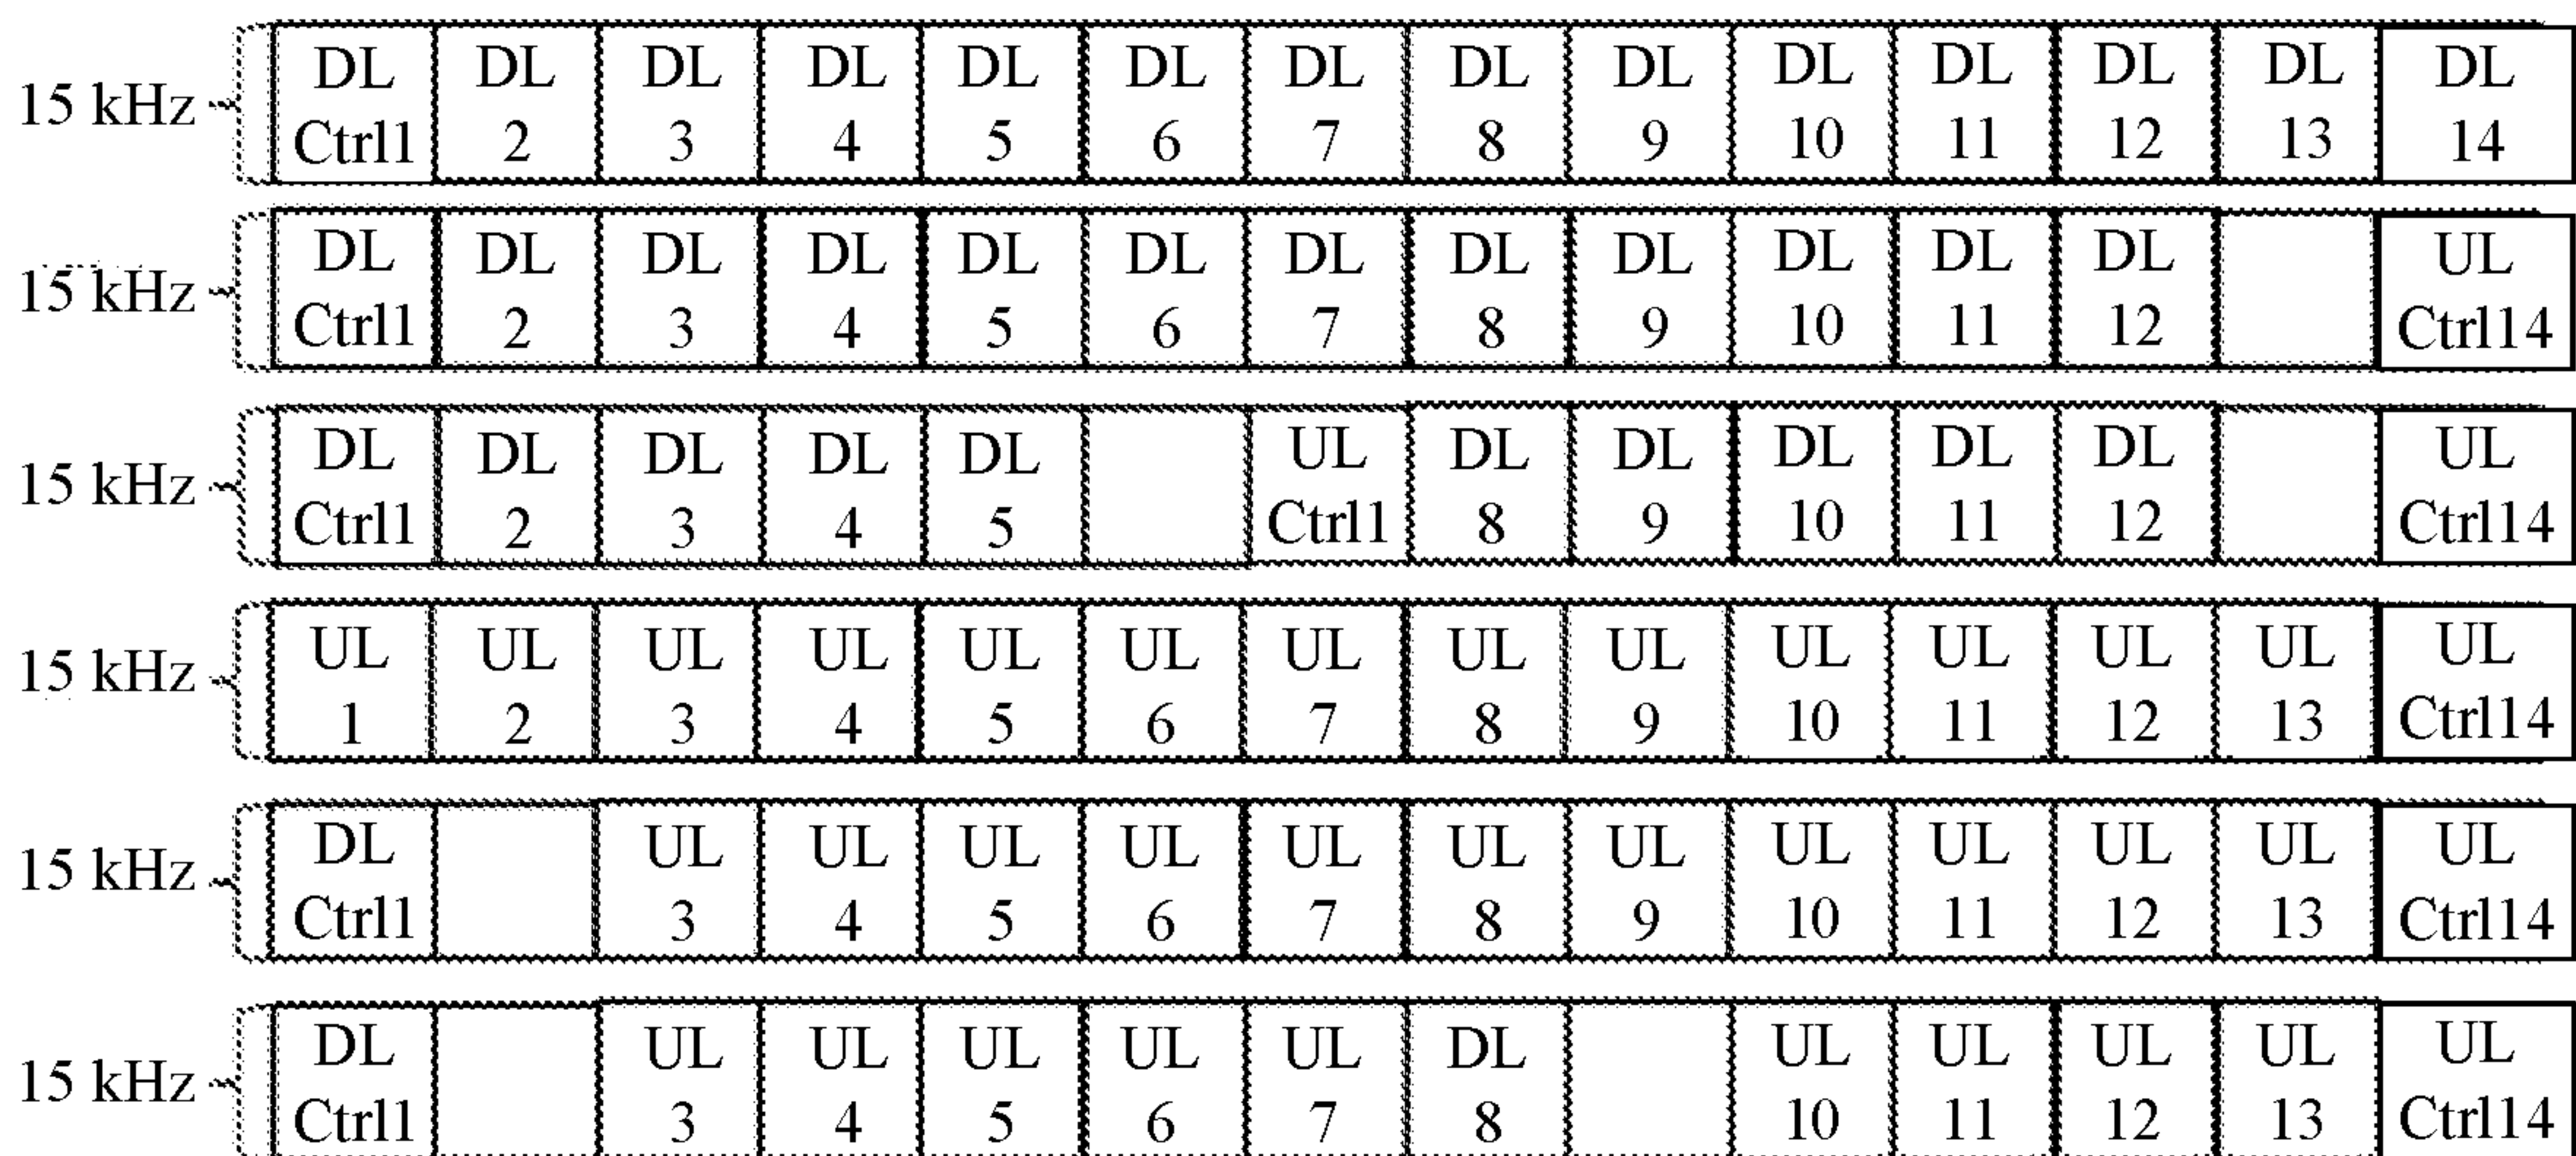 15 kHz DL DL DL DL DL DL DL DL DL DL DL DL DL DL
Ctrl1 2 3 4 5 6 7 8 9 10 11 12 13 14
15 kHz DL DL DL DL DL DL DL DL DL DL DL DL UL
Ctrl1 2 3 4 5 6 7 8 9 10 11 12 Ctrl14
15 kHz DL DL DL DL DL UL DL DL DL DL DL UL
Ctrl1 2 3 4 5 Ctrl1 8 9 10 11 12 Ctrl14
15 kHz UL UL UL UL UL UL UL UL UL UL UL UL UL UL
1 2 3 4 5 6 7 8 9 10 11 12 13 Ctrl14
15 kHz DL UL UL UL UL UL UL UL UL UL UL UL UL
Ctrl1 3 4 5 6 7 8 9 10 11 12 13 Ctrl14
15 kHz DL UL UL UL UL UL DL UL UL UL UL UL
Ctrl1 3 4 5 6 7 8 10 11 12 13 Ctrl14